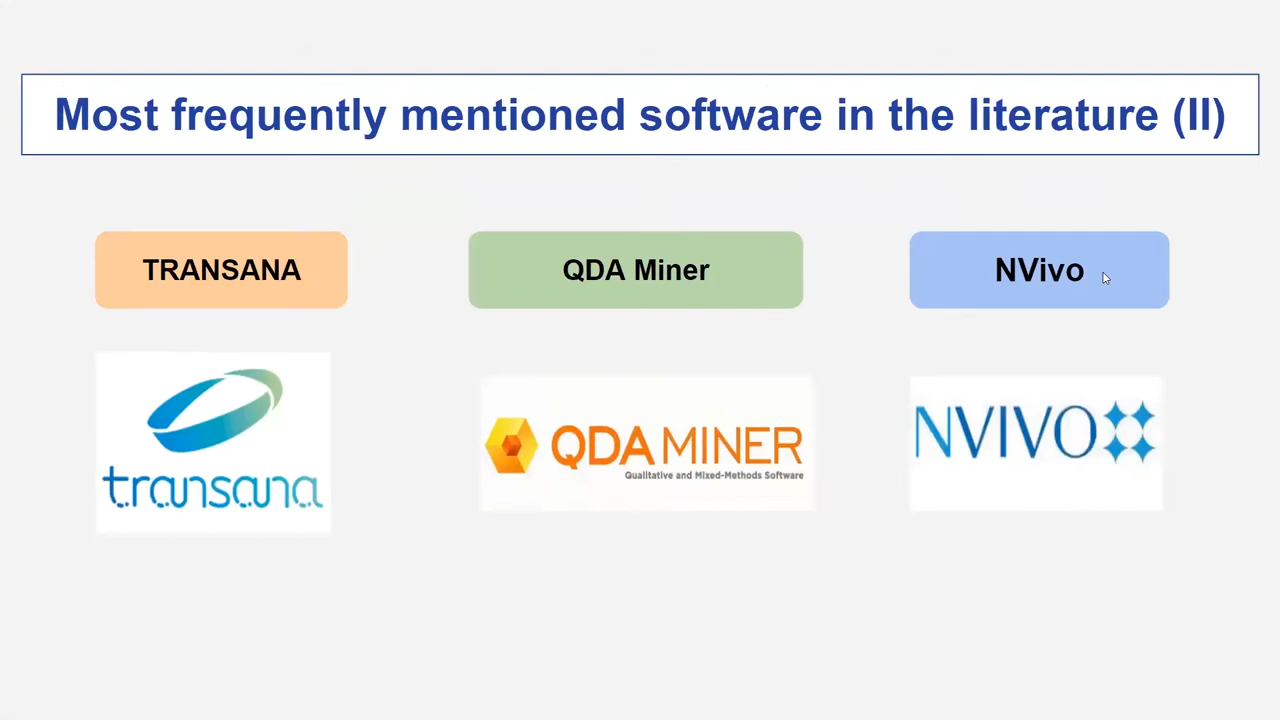 Most frequently mentioned software in the literature (II)
TRANSANA
QDA Miner
NVivo
transana
QDA MINER
Qualitative and Mixed-Methods Software
NVIVO